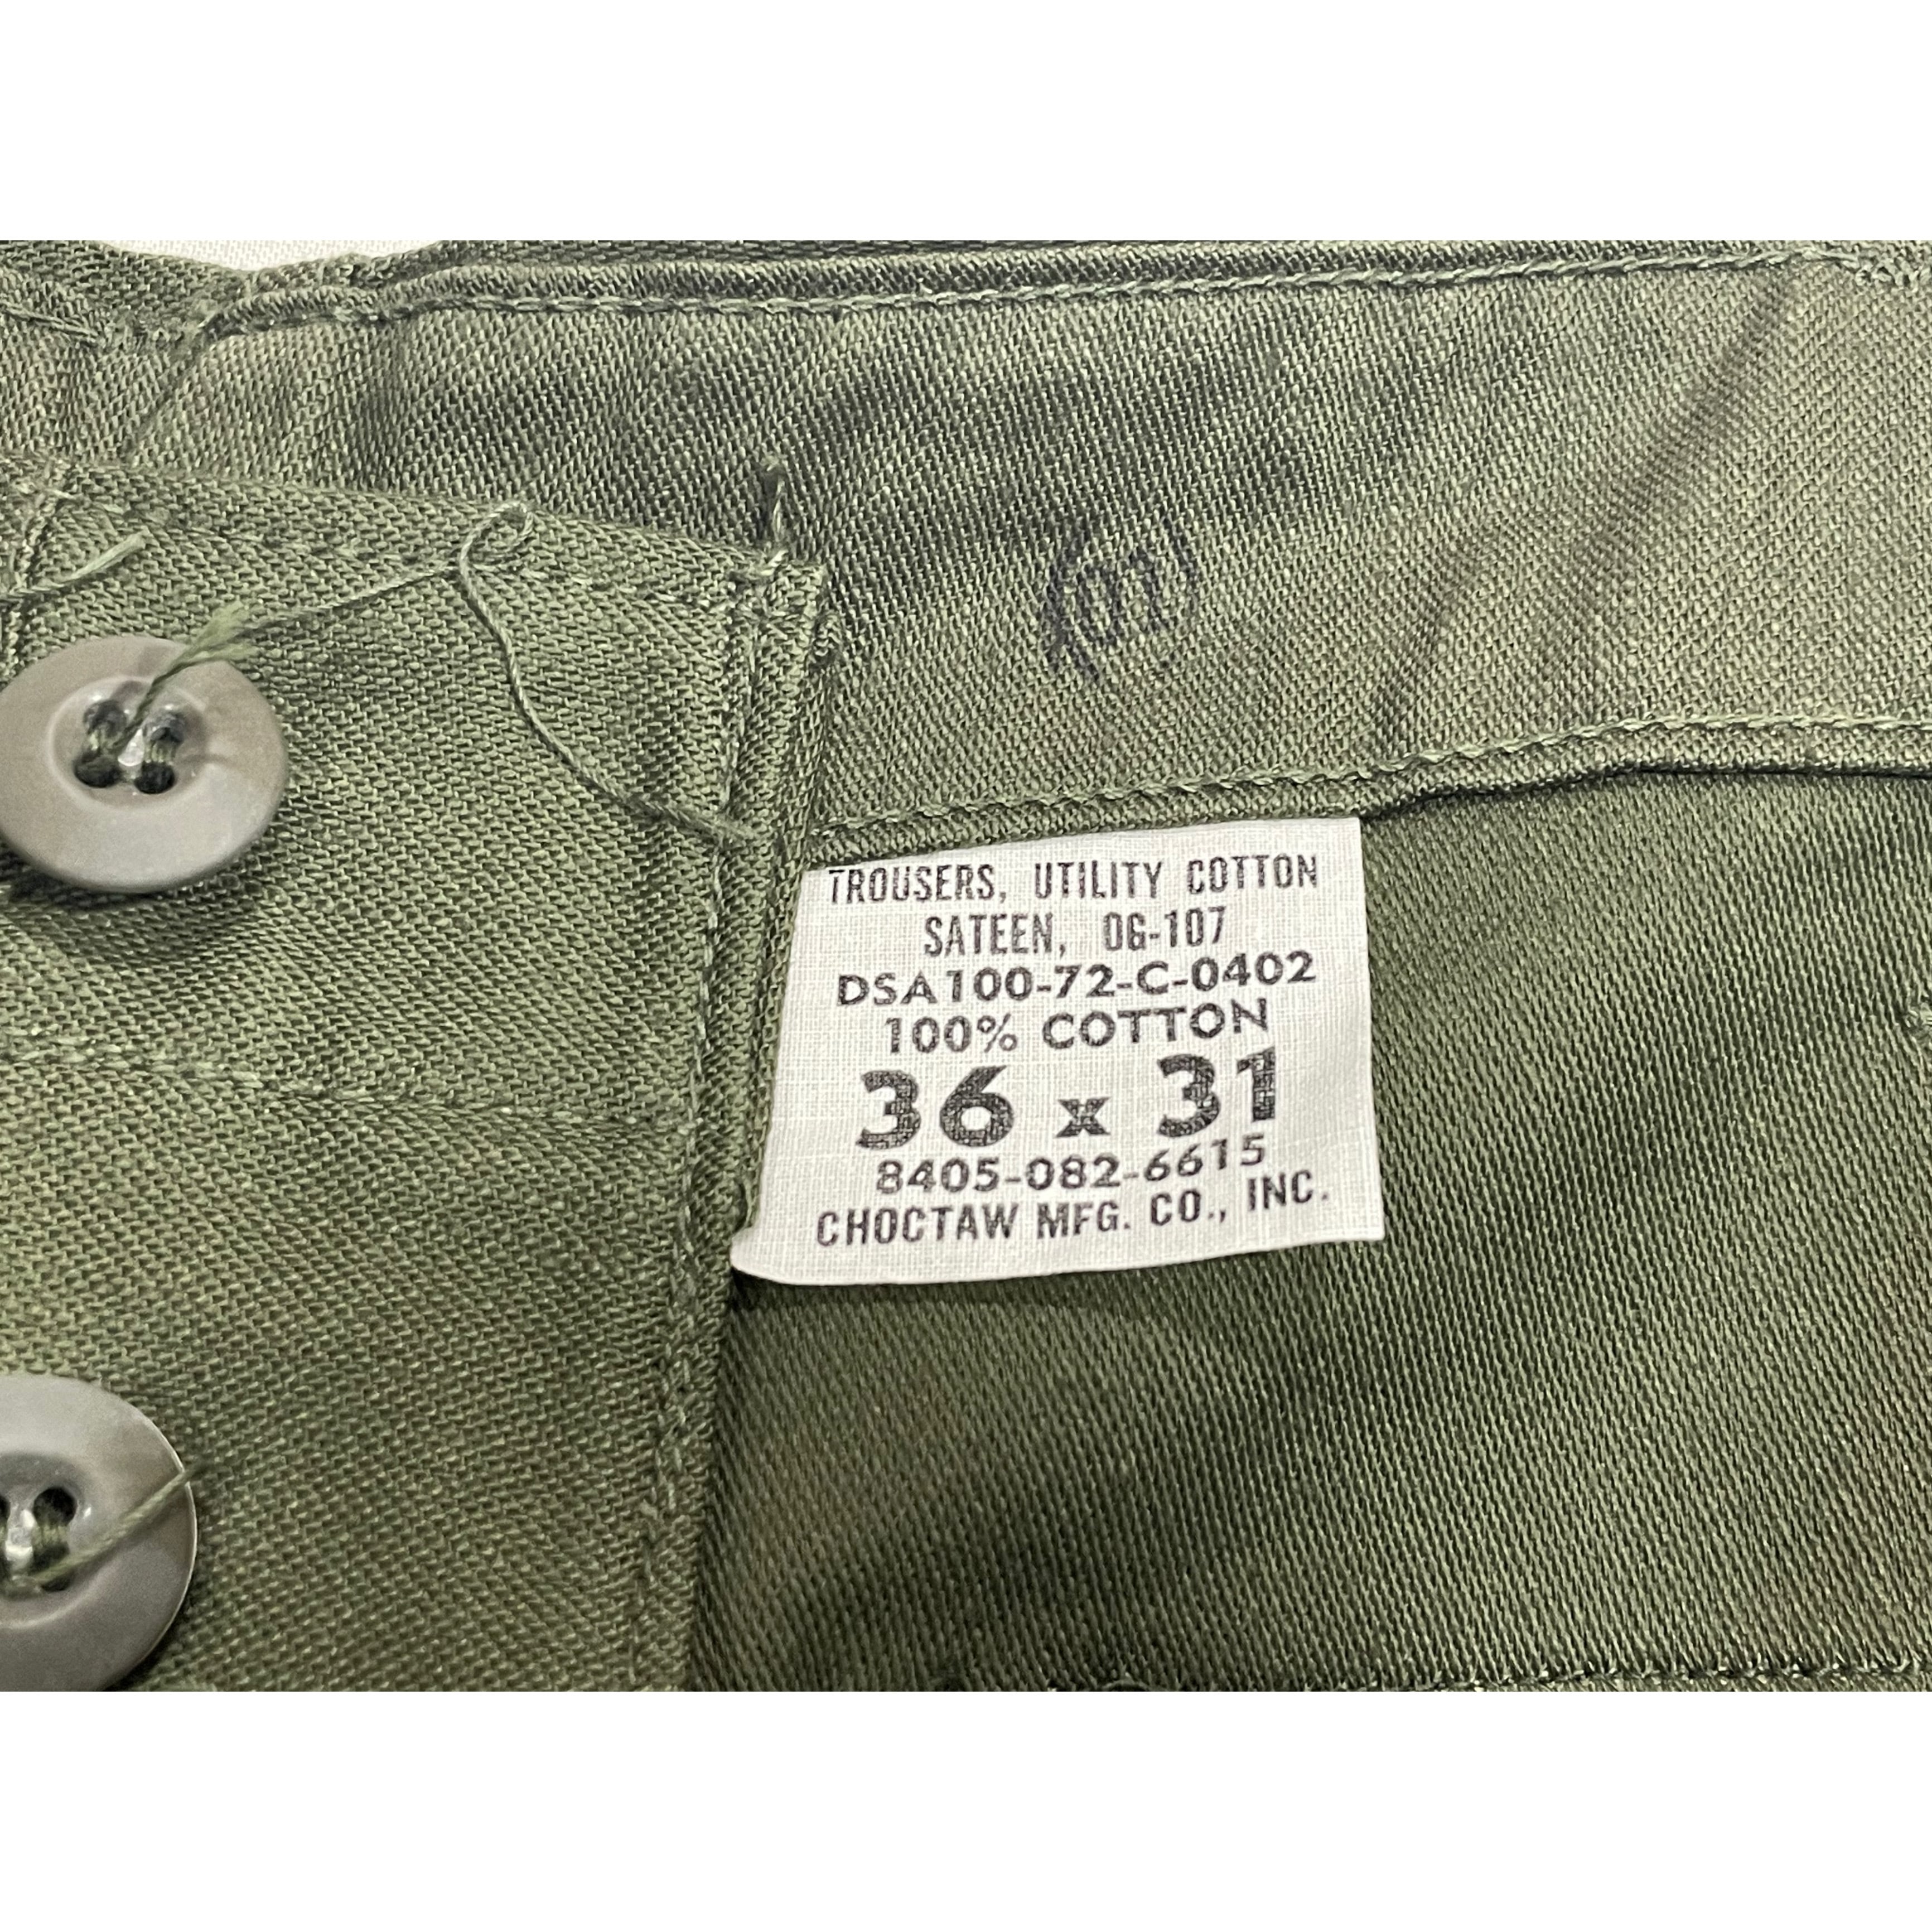 (01)
TROUSERS, UTILITY COTTON
SATEEN, OG-107
DSA100-72-C-0402
100% COTTON
36 x 31
8405-082-6615
CHOCTAW MFG. CO., INC.